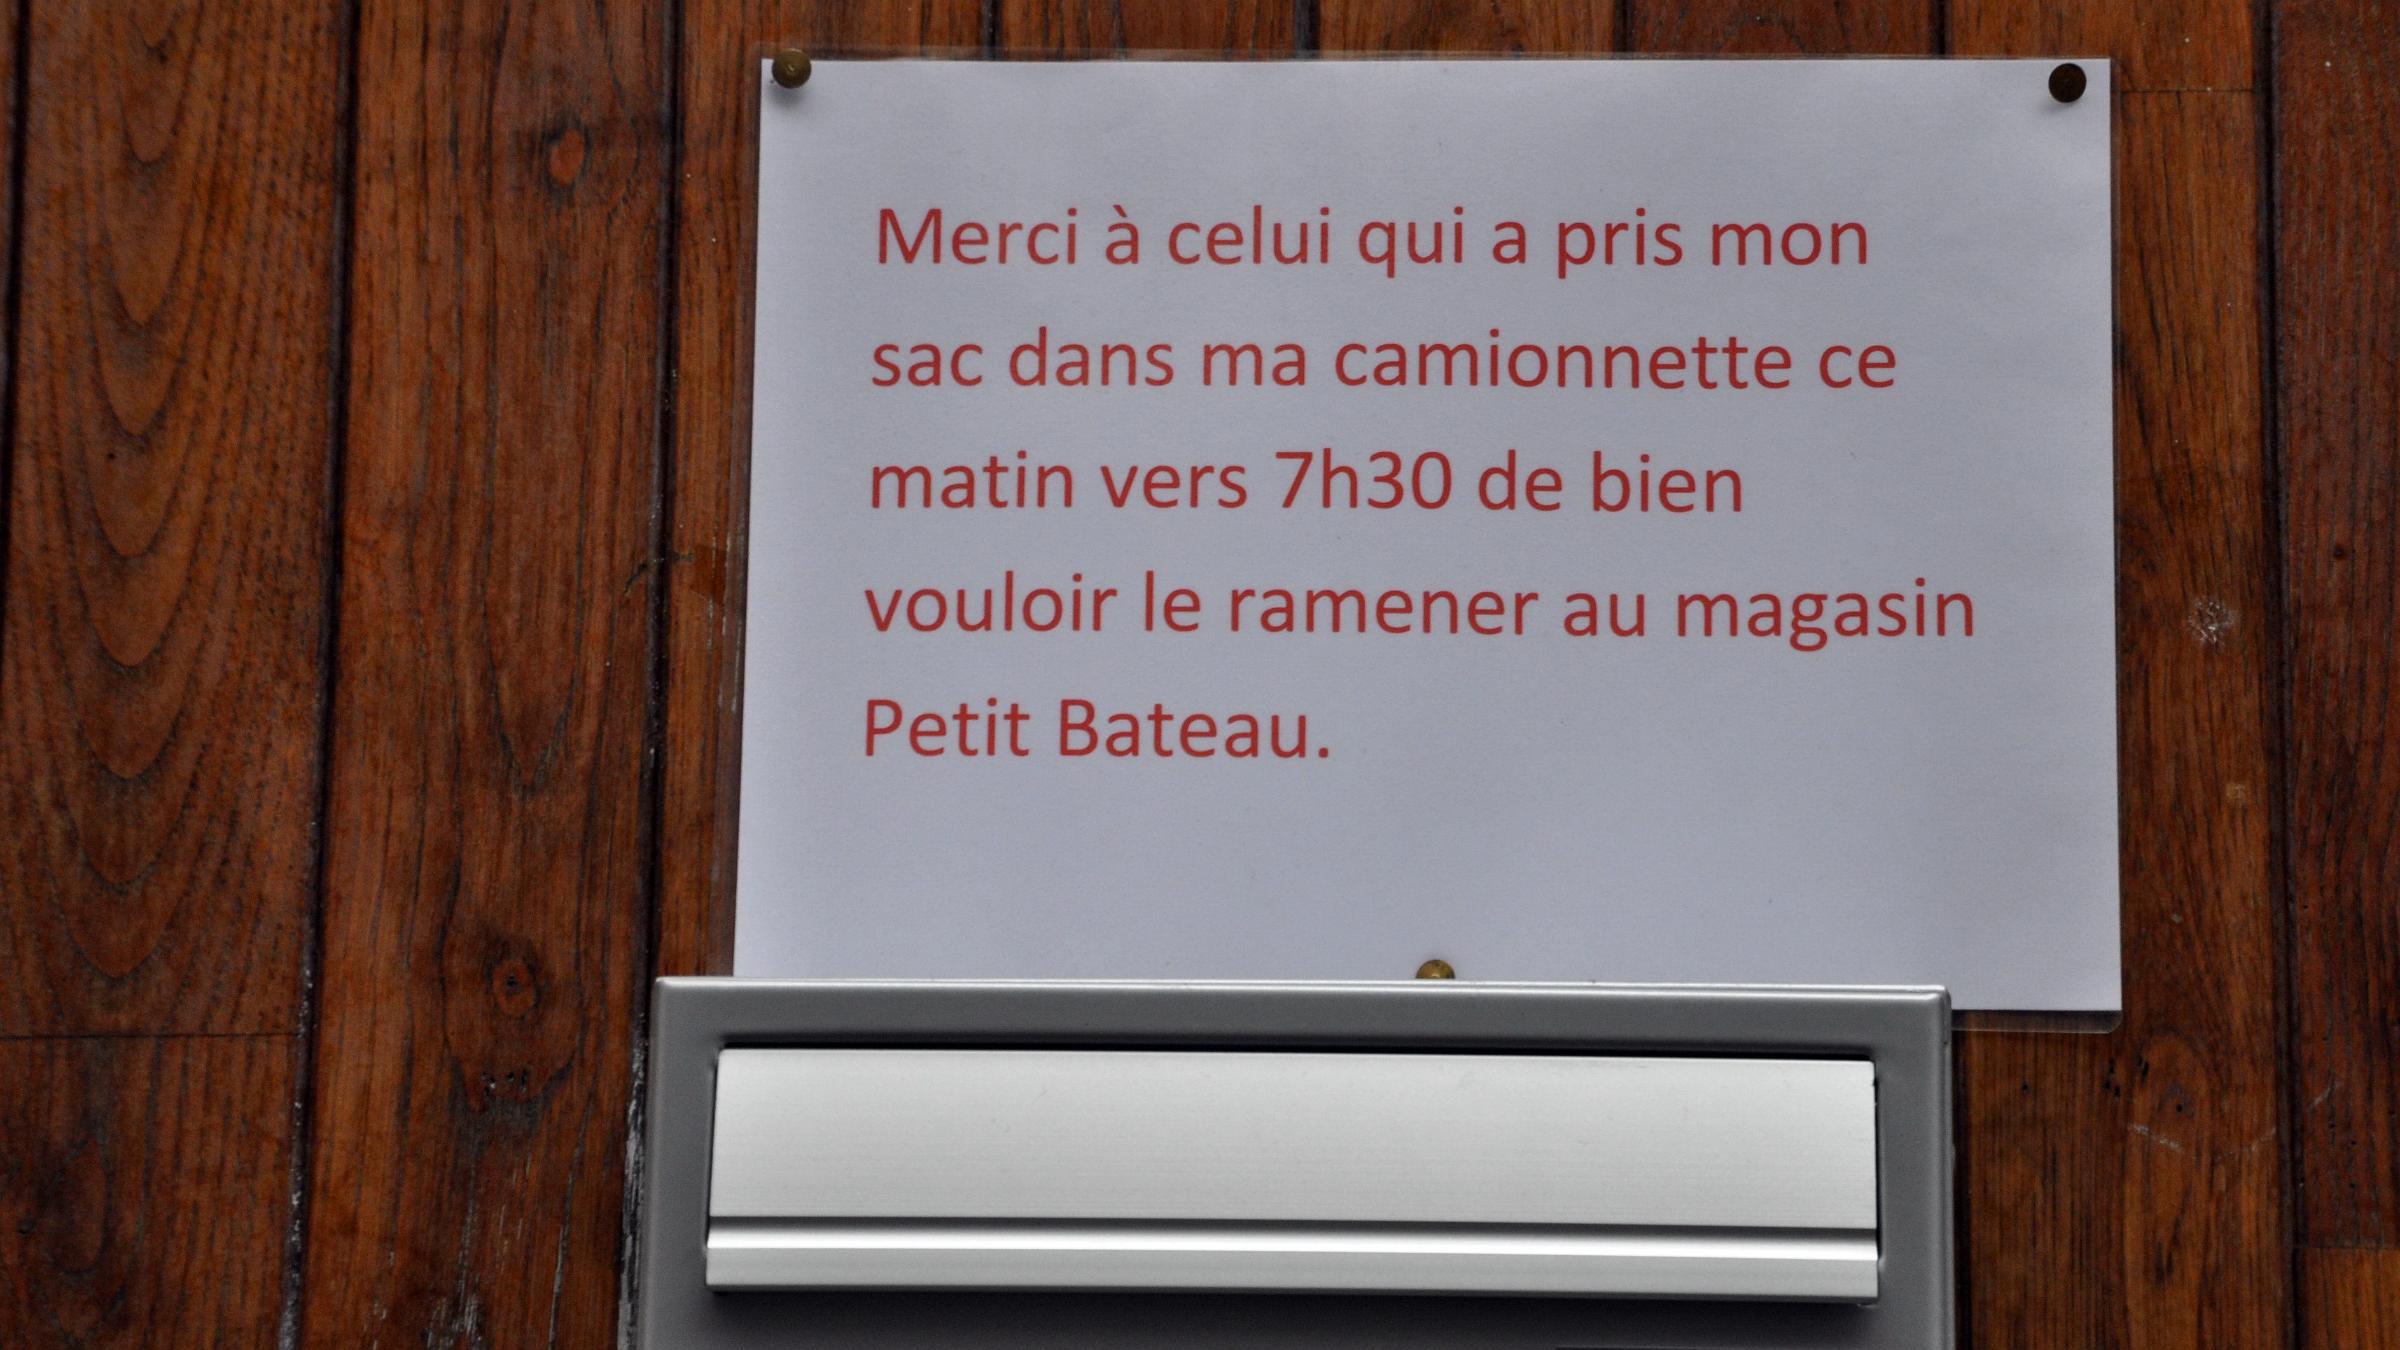 Merci à celui qui a pris mon
sac dans ma camionnette ce
matin vers 7h30 de bien
vouloir le ramener au magasin
Petit Bateau.